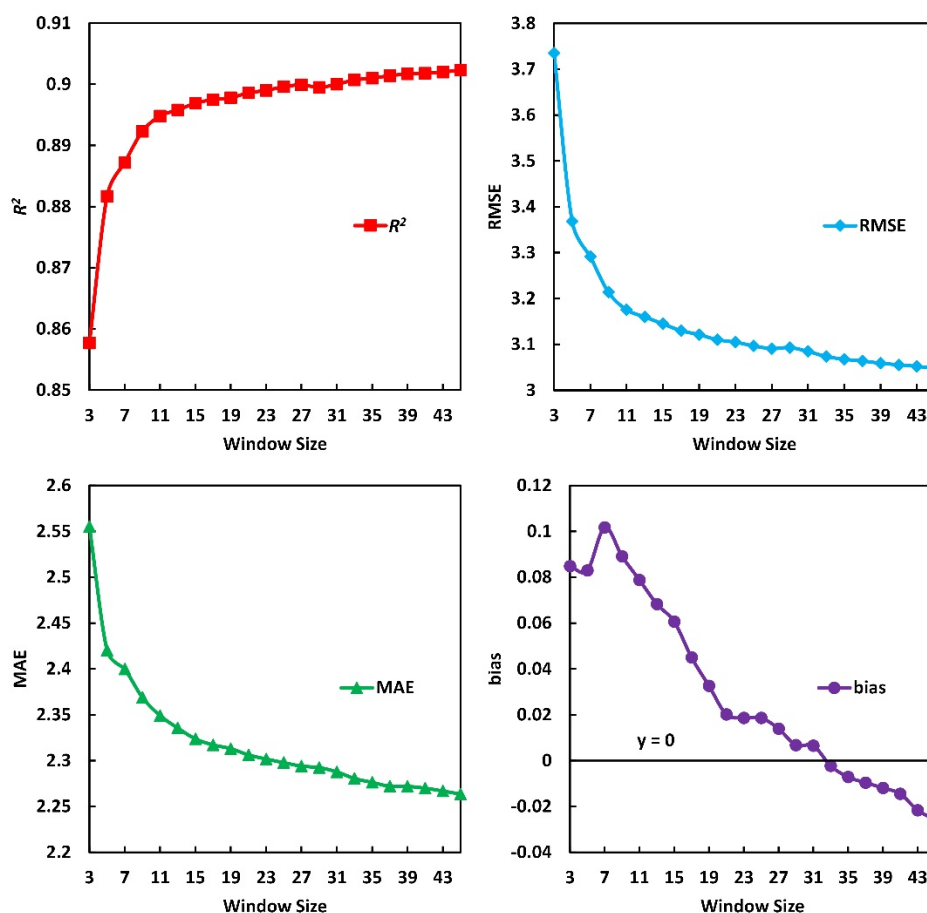 0.91
0.9
0.89
0.88
0.87
0.86
0.85
R²
R²
3 7 11 15 19 23 27 31 35 39 43
Window Size
3.8
3.7
3.6
3.5
3.4
3.3
3.2
3.1
3
RMSE
RMSE
3 7 11 15 19 23 27 31 35 39 43
Window Size
2.6
2.55
2.5
2.45
2.4
2.35
2.3
2.25
2.2
MAE
MAE
3 7 11 15 19 23 27 31 35 39 43
Window Size
0.12
0.1
0.08
0.06
0.04
0.02
0
-0.02
-0.04
bias
bias
y = 0
3 7 11 15 19 23 27 31 35 39 43
Window Size